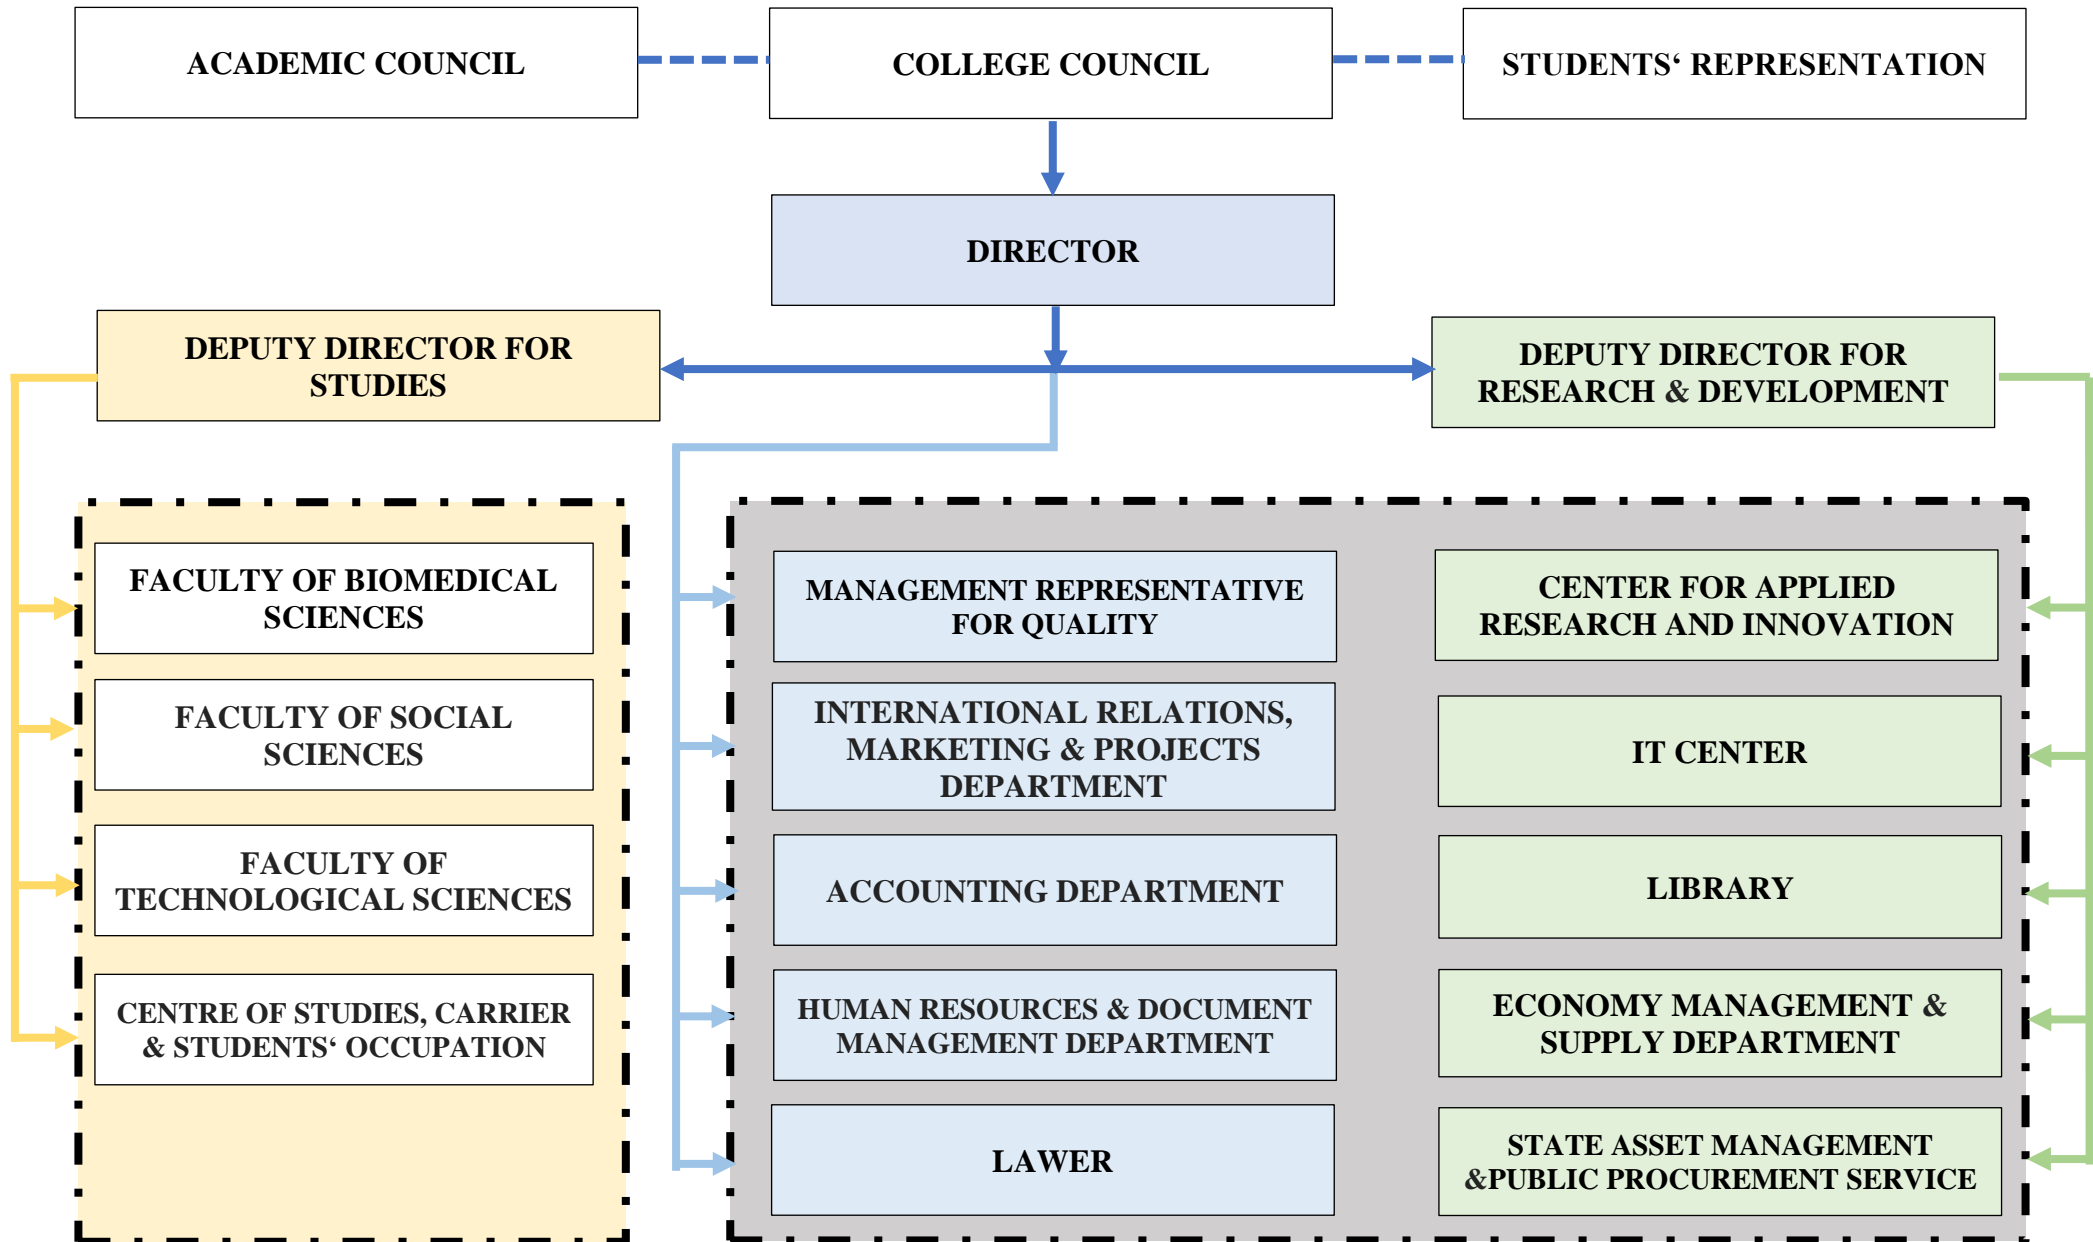 ACADEMIC COUNCIL
COLLEGE COUNCIL
STUDENTS‘ REPRESENTATION
DIRECTOR
DEPUTY DIRECTOR FOR
STUDIES
DEPUTY DIRECTOR FOR
RESEARCH & DEVELOPMENT
FACULTY OF BIOMEDICAL
SCIENCES
FACULTY OF SOCIAL
SCIENCES
FACULTY OF
TECHNOLOGICAL SCIENCES
CENTRE OF STUDIES, CARRIER
& STUDENTS‘ OCCUPATION
MANAGEMENT REPRESENTATIVE
FOR QUALITY
INTERNATIONAL RELATIONS,
MARKETING & PROJECTS
DEPARTMENT
ACCOUNTING DEPARTMENT
HUMAN RESOURCES & DOCUMENT
MANAGEMENT DEPARTMENT
LAWER
CENTER FOR APPLIED
RESEARCH AND INNOVATION
IT CENTER
LIBRARY
ECONOMY MANAGEMENT &
SUPPLY DEPARTMENT
STATE ASSET MANAGEMENT
&PUBLIC PROCUREMENT SERVICE